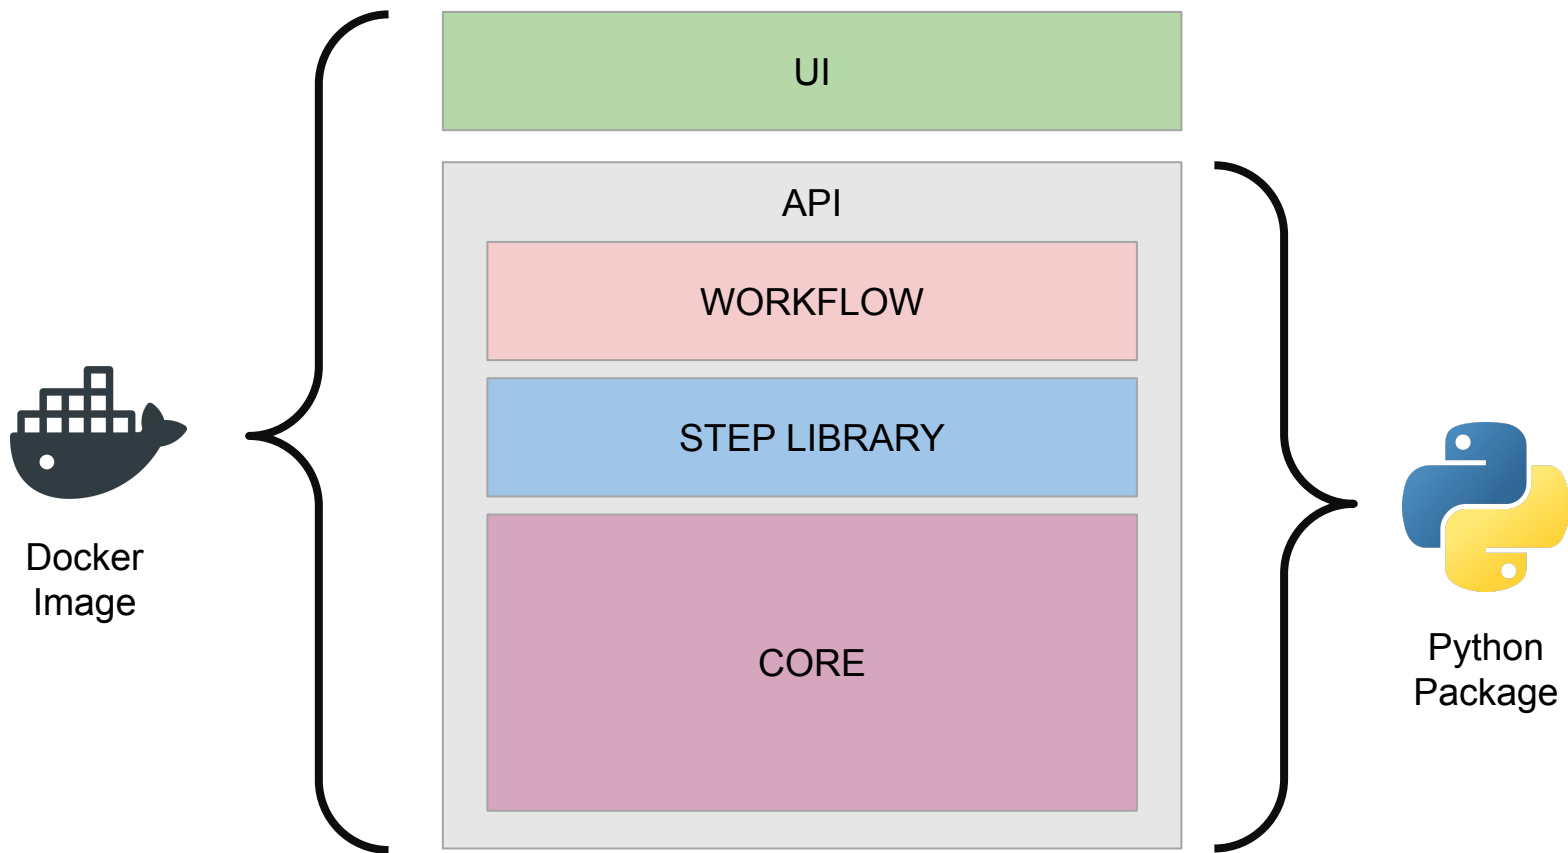 UI
API
WORKFLOW
STEP LIBRARY
CORE
Docker
Image
Python
Package